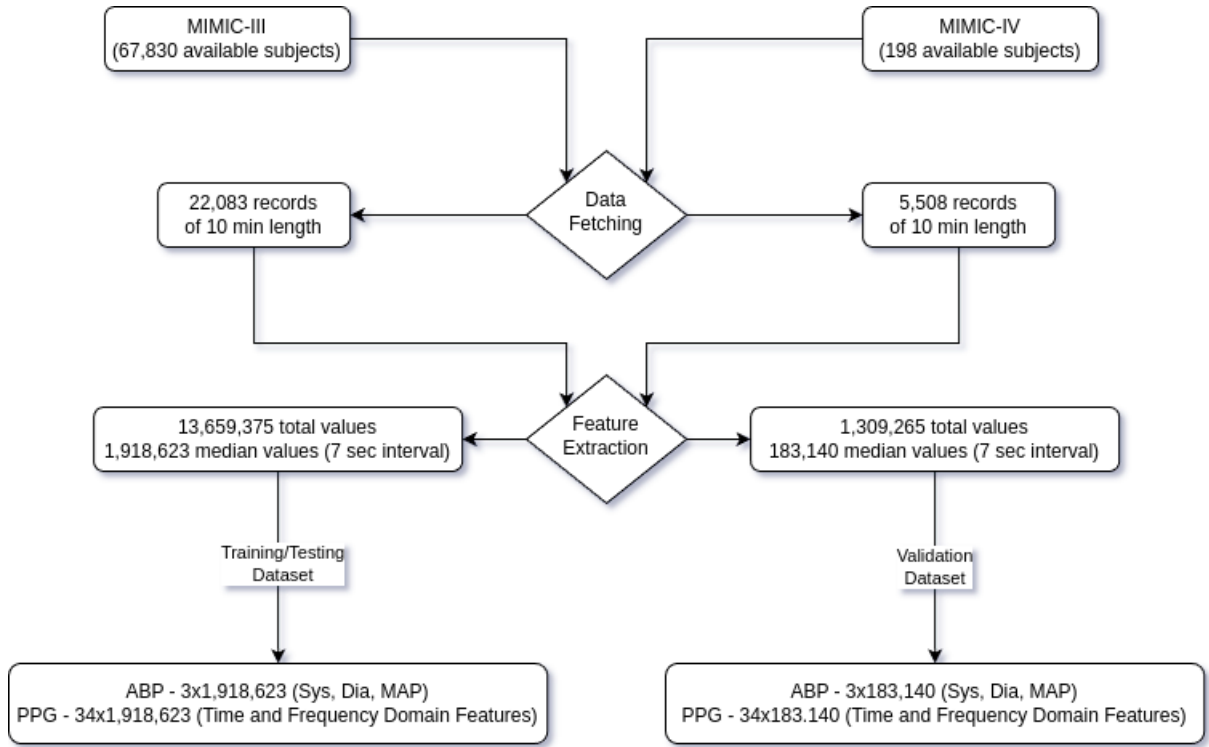 MIMIC-III
(67,830 available subjects)
MIMIC-IV
(198 available subjects)
Data
Fetching
22,083 records
of 10 min length
5,508 records
of 10 min length
Feature
Extraction
13,659,375 total values
1,918,623 median values (7 sec interval)
1,309,265 total values
183,140 median values (7 sec interval)
Training/Testing
Dataset
Validation
Dataset
ABP - 3x1,918,623 (Sys, Dia, MAP)
PPG - 34x1,918,623 (Time and Frequency Domain Features)
ABP - 3x183,140 (Sys, Dia, MAP)
PPG - 34x183.140 (Time and Frequency Domain Features)